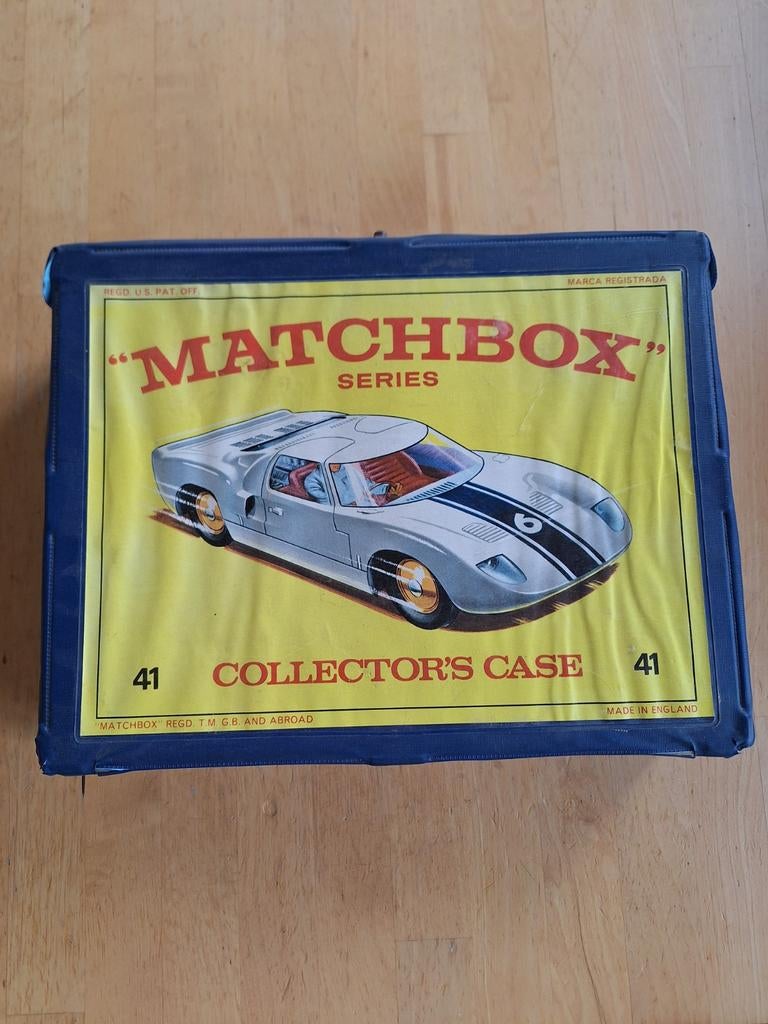 REGD. U.S. PAT. OFF.
MARCA REGISTRADA
"MATCHBOX"
SERIES
6
41
COLLECTOR'S CASE
41
"MATCHBOX" REGD. T.M. G.B. AND ABROAD
MADE IN ENGLAND